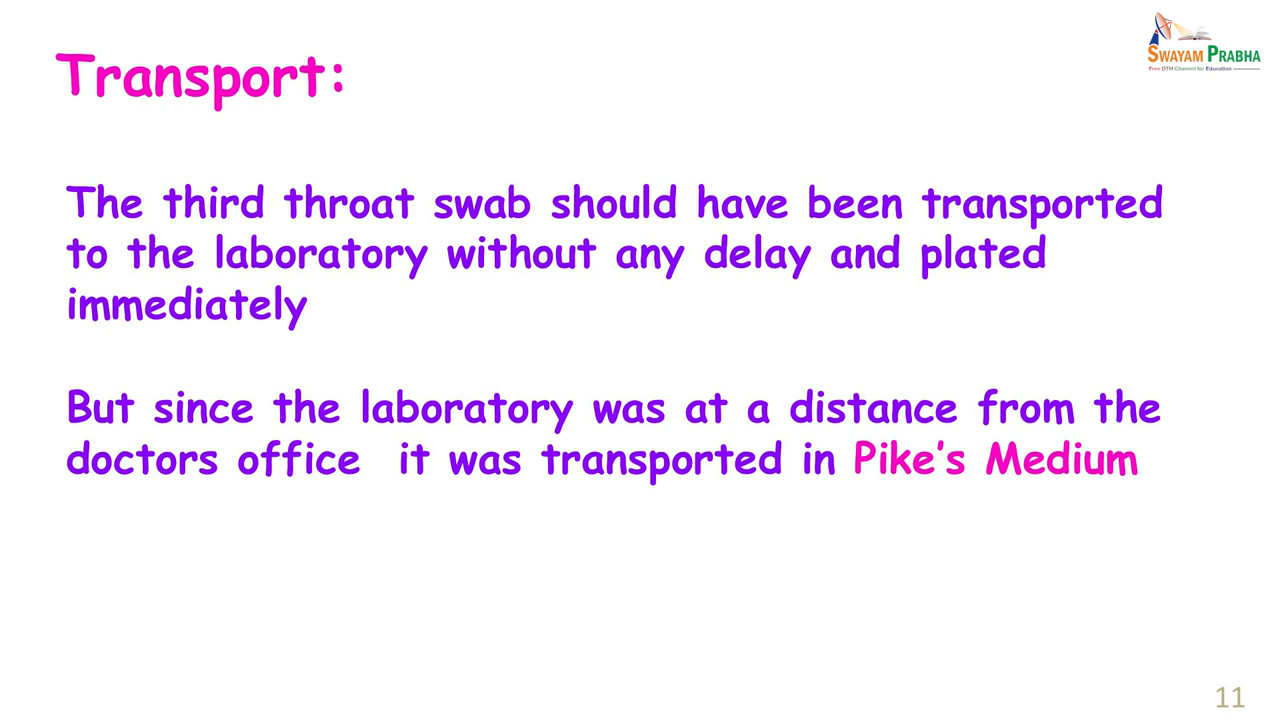 Transport:
SWAYAM PRABHA
Free DTH Channel for Education
The third throat swab should have been transported
to the laboratory without any delay and plated
immediately
But since the laboratory was at a distance from the
doctors office  it was transported in Pike's Medium
11